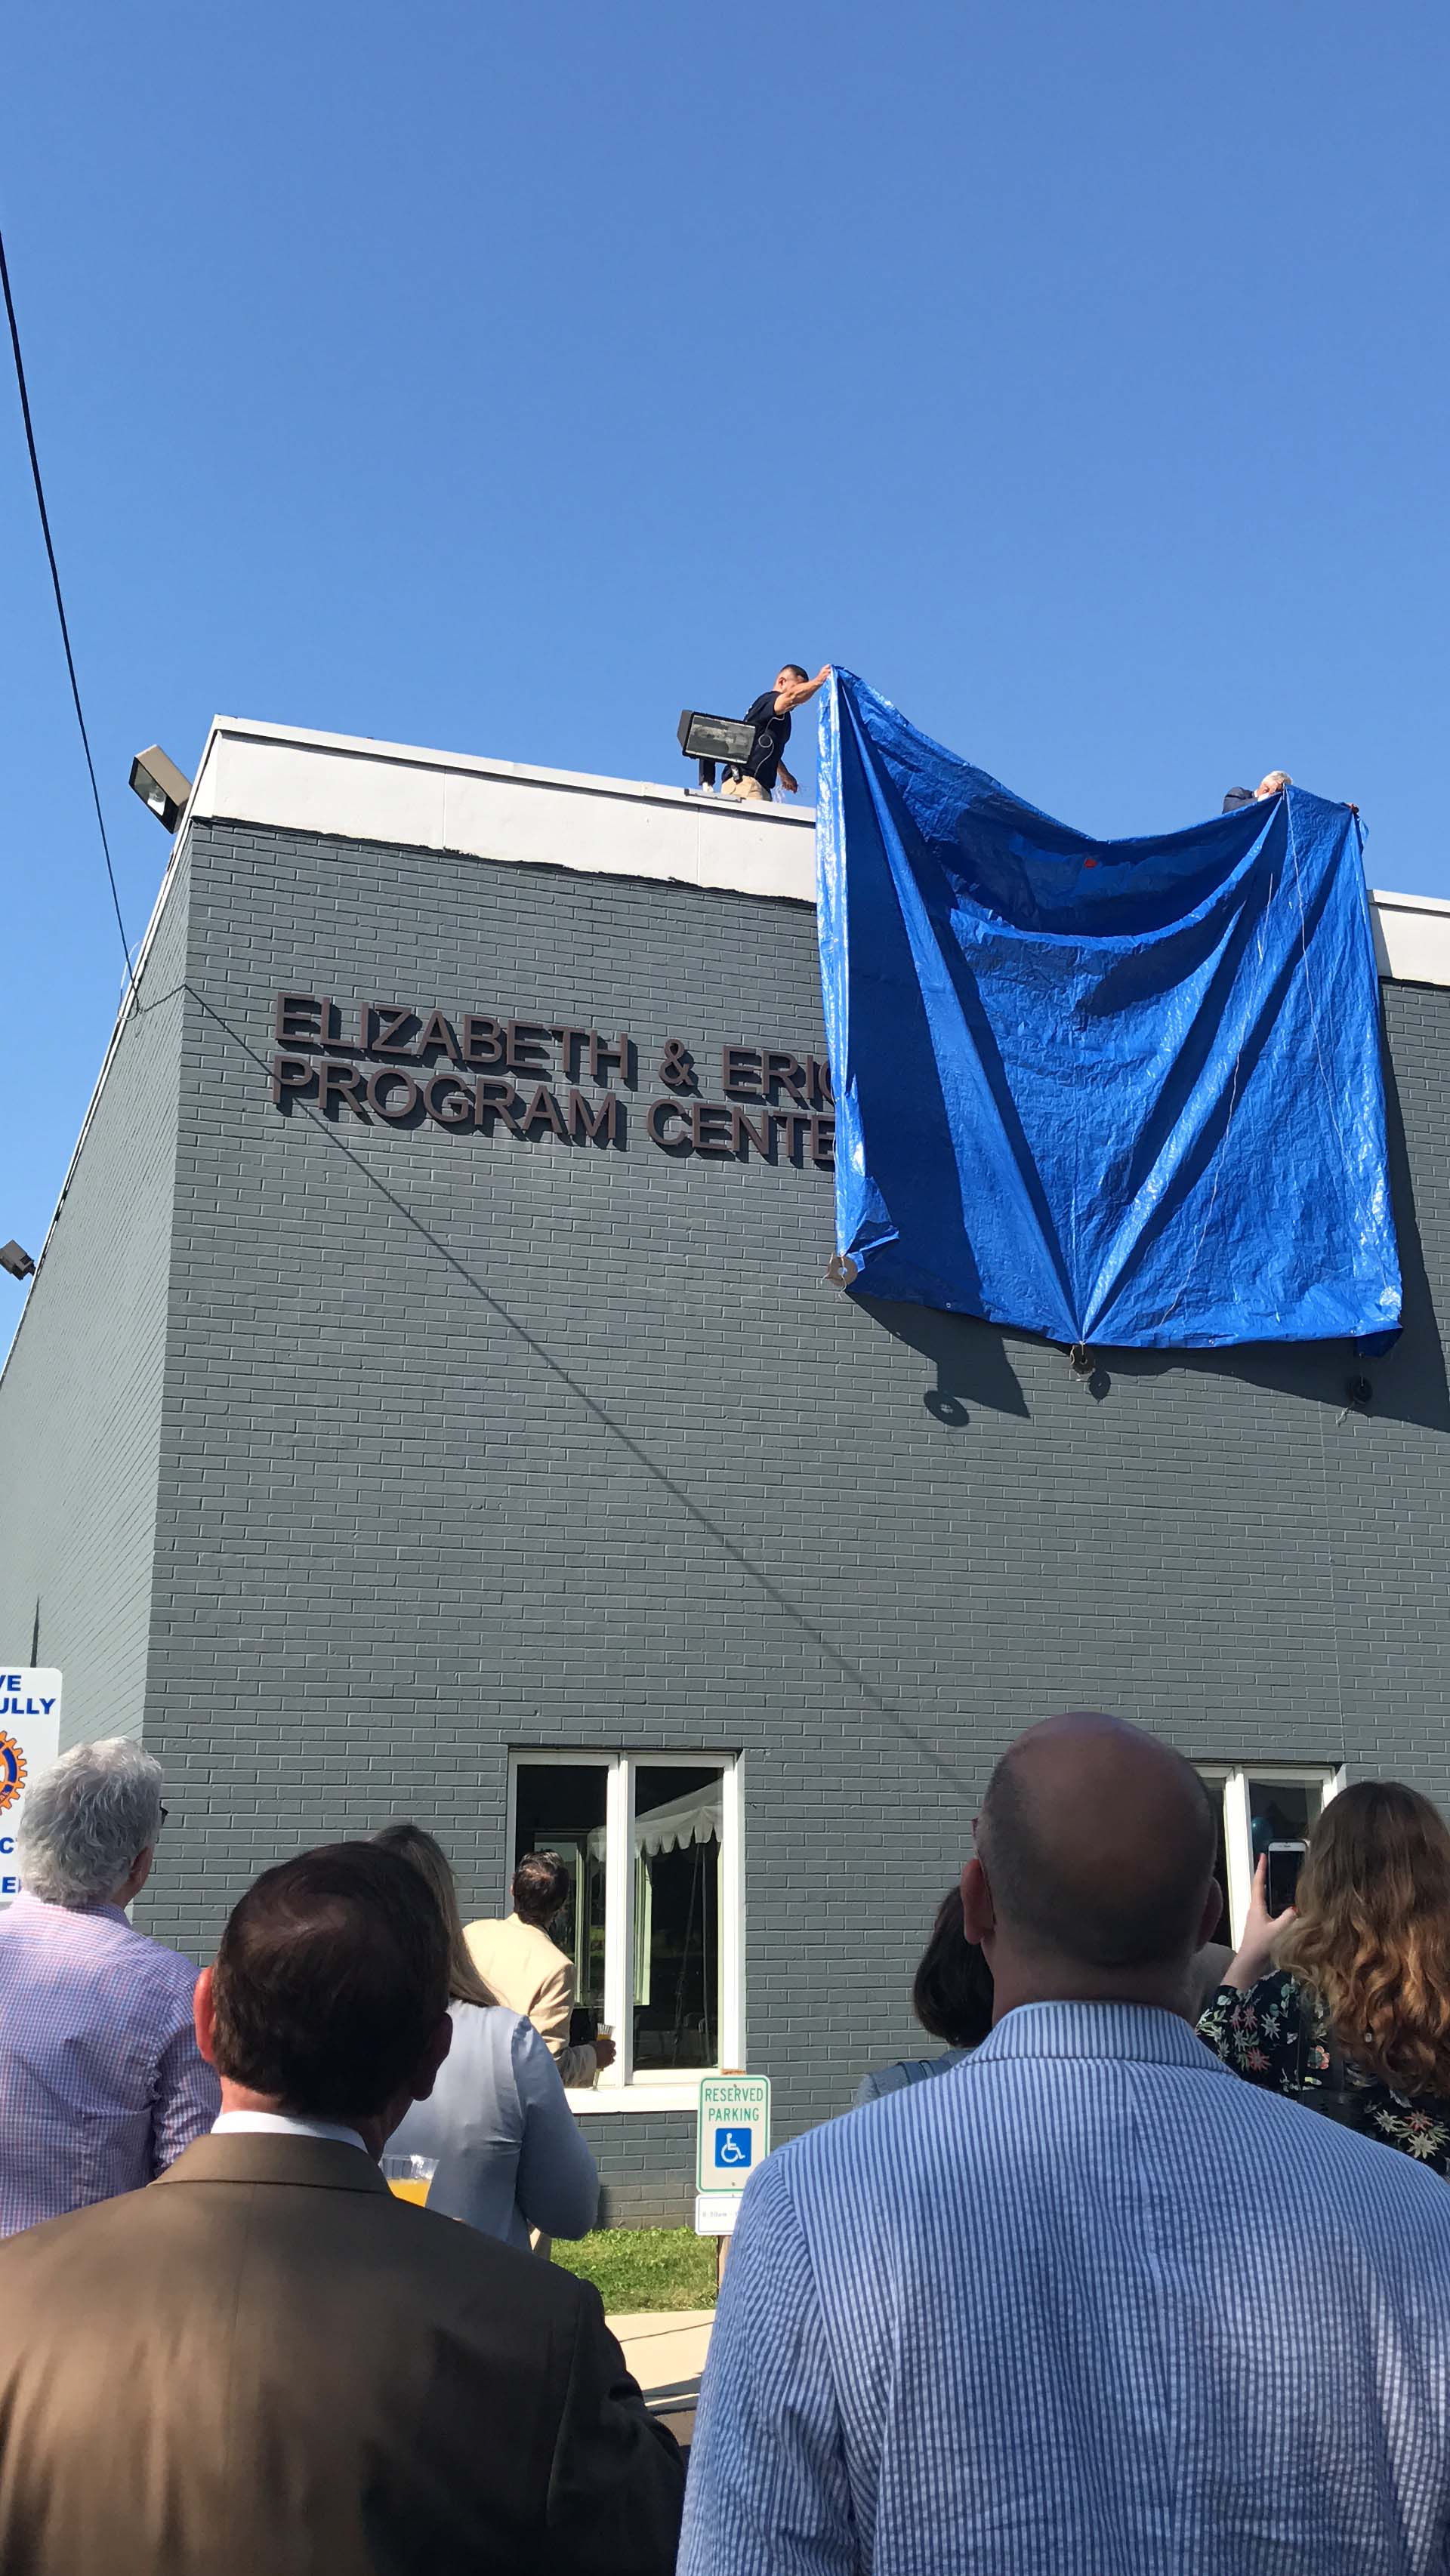 ELIZABETH & ERIC
PROGRAM CENTE
VE
ULLY
RESERVED
PARKING